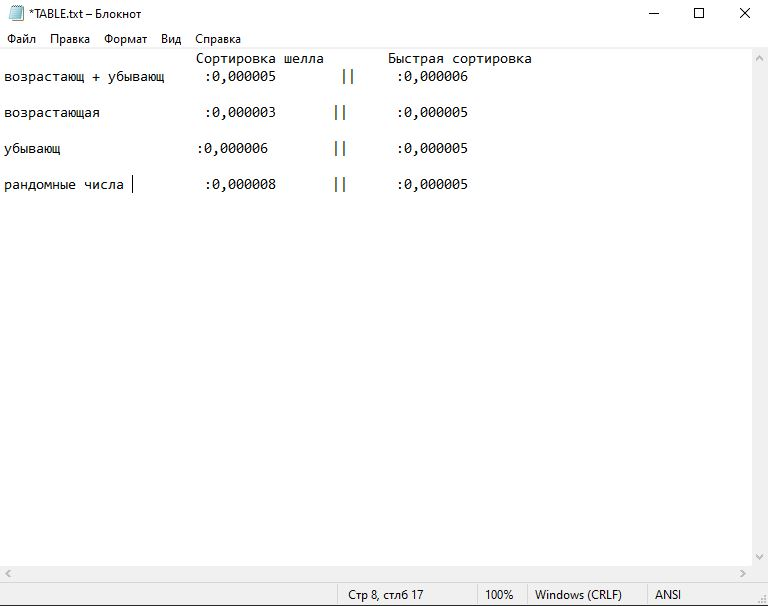 *TABLE.txt – Блокнот
Файл Правка Формат Вид Справка
Сортировка шелла Быстрая сортировка
возрастающ + убывающ :0,000005 || :0,000006
возрастающая :0,000003 || :0,000005
убывающ :0,000006 || :0,000005
рандомные числа :0,000008 || :0,000005
Стр 8, стлб 17 100% Windows (CRLF) ANSI